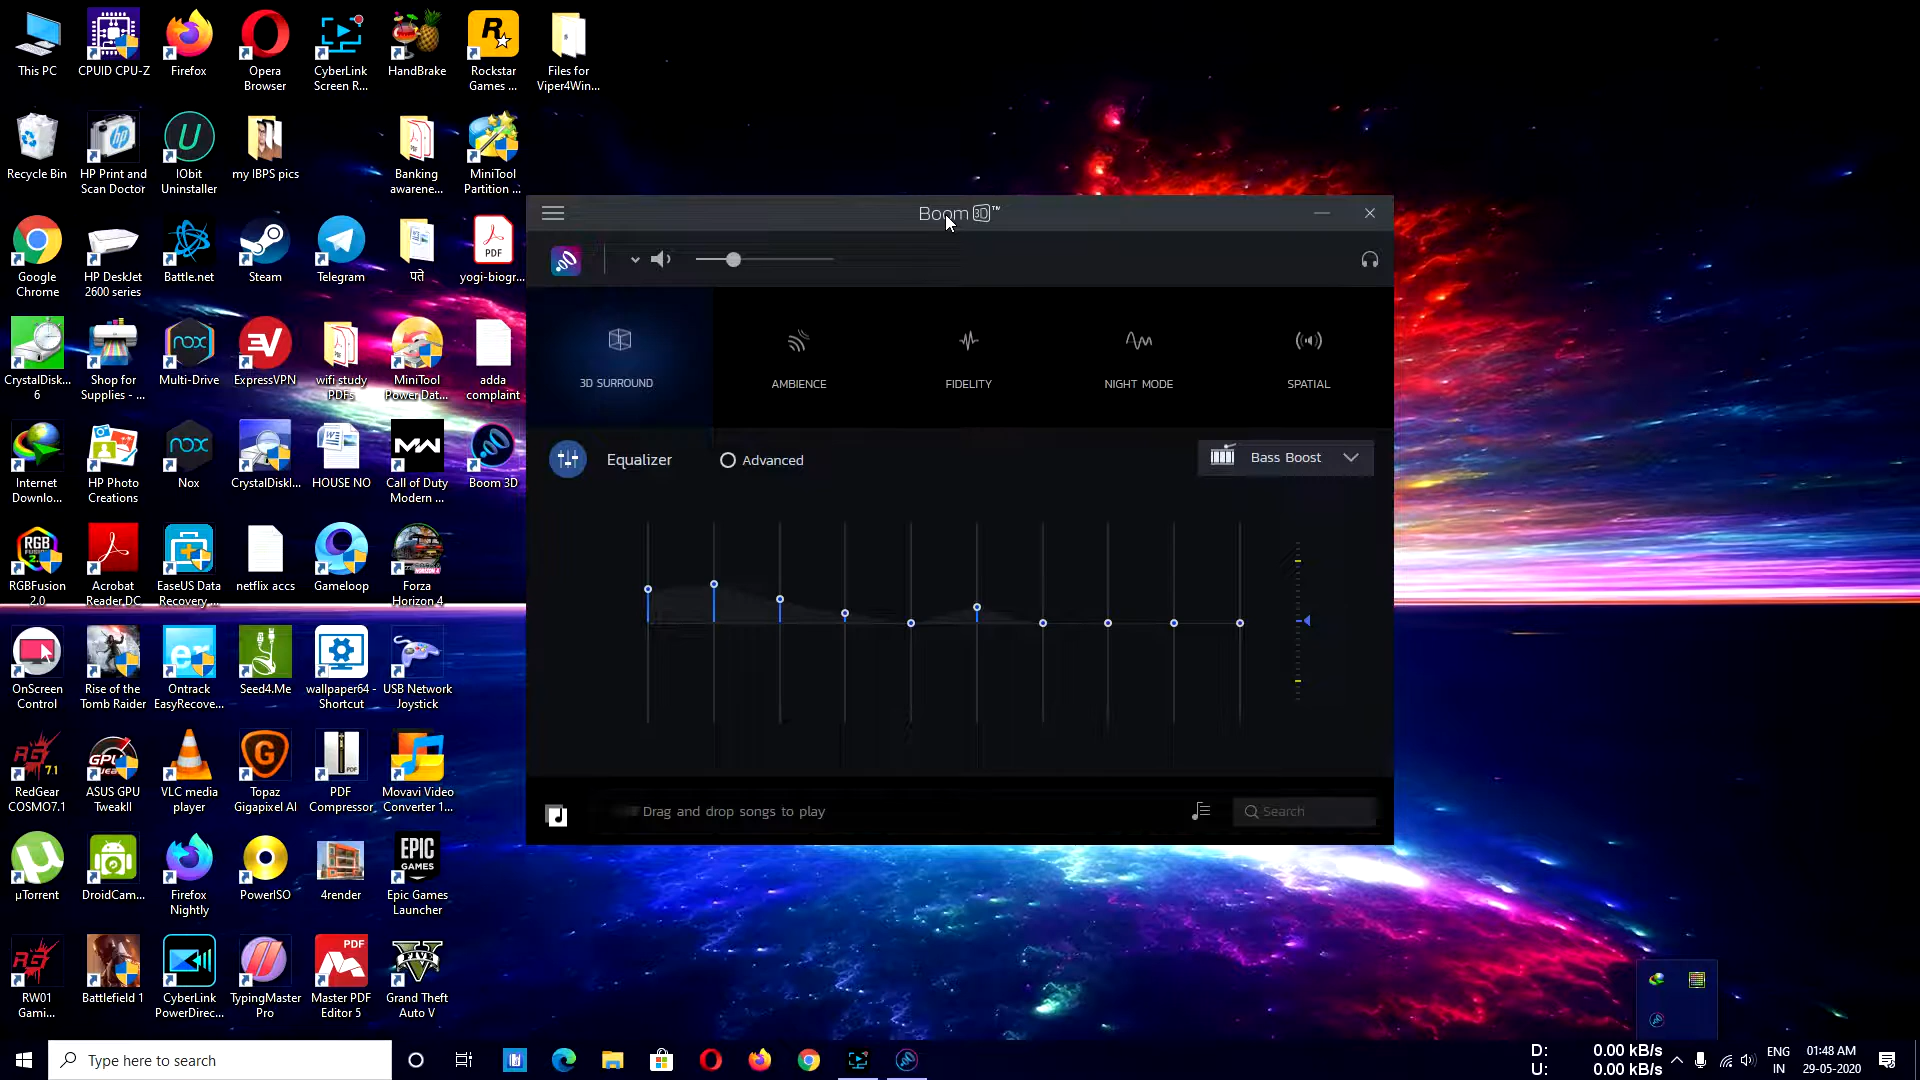 This PC
CPUID CPU-Z
Firefox
Opera
Browser
CyberLink
Screen R...
HandBrake
Rockstar
Games ...
Files for
Viper4Win...
Recycle Bin
HP Print and
Scan Doctor
IObit
Uninstaller
my IBPS pics
Banking
awarene...
MiniTool
Partition ...
Google
Chrome
HP DeskJet
2600 series
Battle.net
Steam
Telegram
पते
PDF
yogi-biogr...
CrystalDisk...
6
Shop for
Supplies - ...
nox
Multi-Drive
ExpressVPN
wifi study
PDFs
MiniTool
Power Dat...
adda
complaint
Internet
Downlo...
HP Photo
Creations
nox
Nox
CrystalDiskI...
HOUSE NO
Call of Duty
Modern ...
Boom 3D
RGBFusion
2.0
Acrobat
Reader DC
EaseUS Data
Recovery ...
netflix accs
Gameloop
Forza
Horizon 4
OnScreen
Control
Rise of the
Tomb Raider
Ontrack
EasyRecove...
Seed4.Me
wallpaper64 -
Shortcut
USB Network
Joystick
RedGear
COSMO7.1
ASUS GPU
TweakII
VLC media
player
Topaz
Gigapixel AI
PDF
Compressor
Movavi Video
Converter 1...
µTorrent
DroidCam...
Firefox
Nightly
PowerISO
4render
EPIC
GAMES
Epic Games
Launcher
RW01
Gami...
Battlefield 1
CyberLink
PowerDirec...
TypingMaster
Pro
PDF
Master PDF
Editor 5
Grand Theft
Auto V
Boom 3D™
3D SURROUND
AMBIENCE
FIDELITY
NIGHT MODE
SPATIAL
Equalizer
Advanced
Bass Boost
Drag and drop songs to play
Search
Type here to search
D: 0.00 kB/s
U: 0.00 kB/s
ENG
IN
01:48 AM
29-05-2020